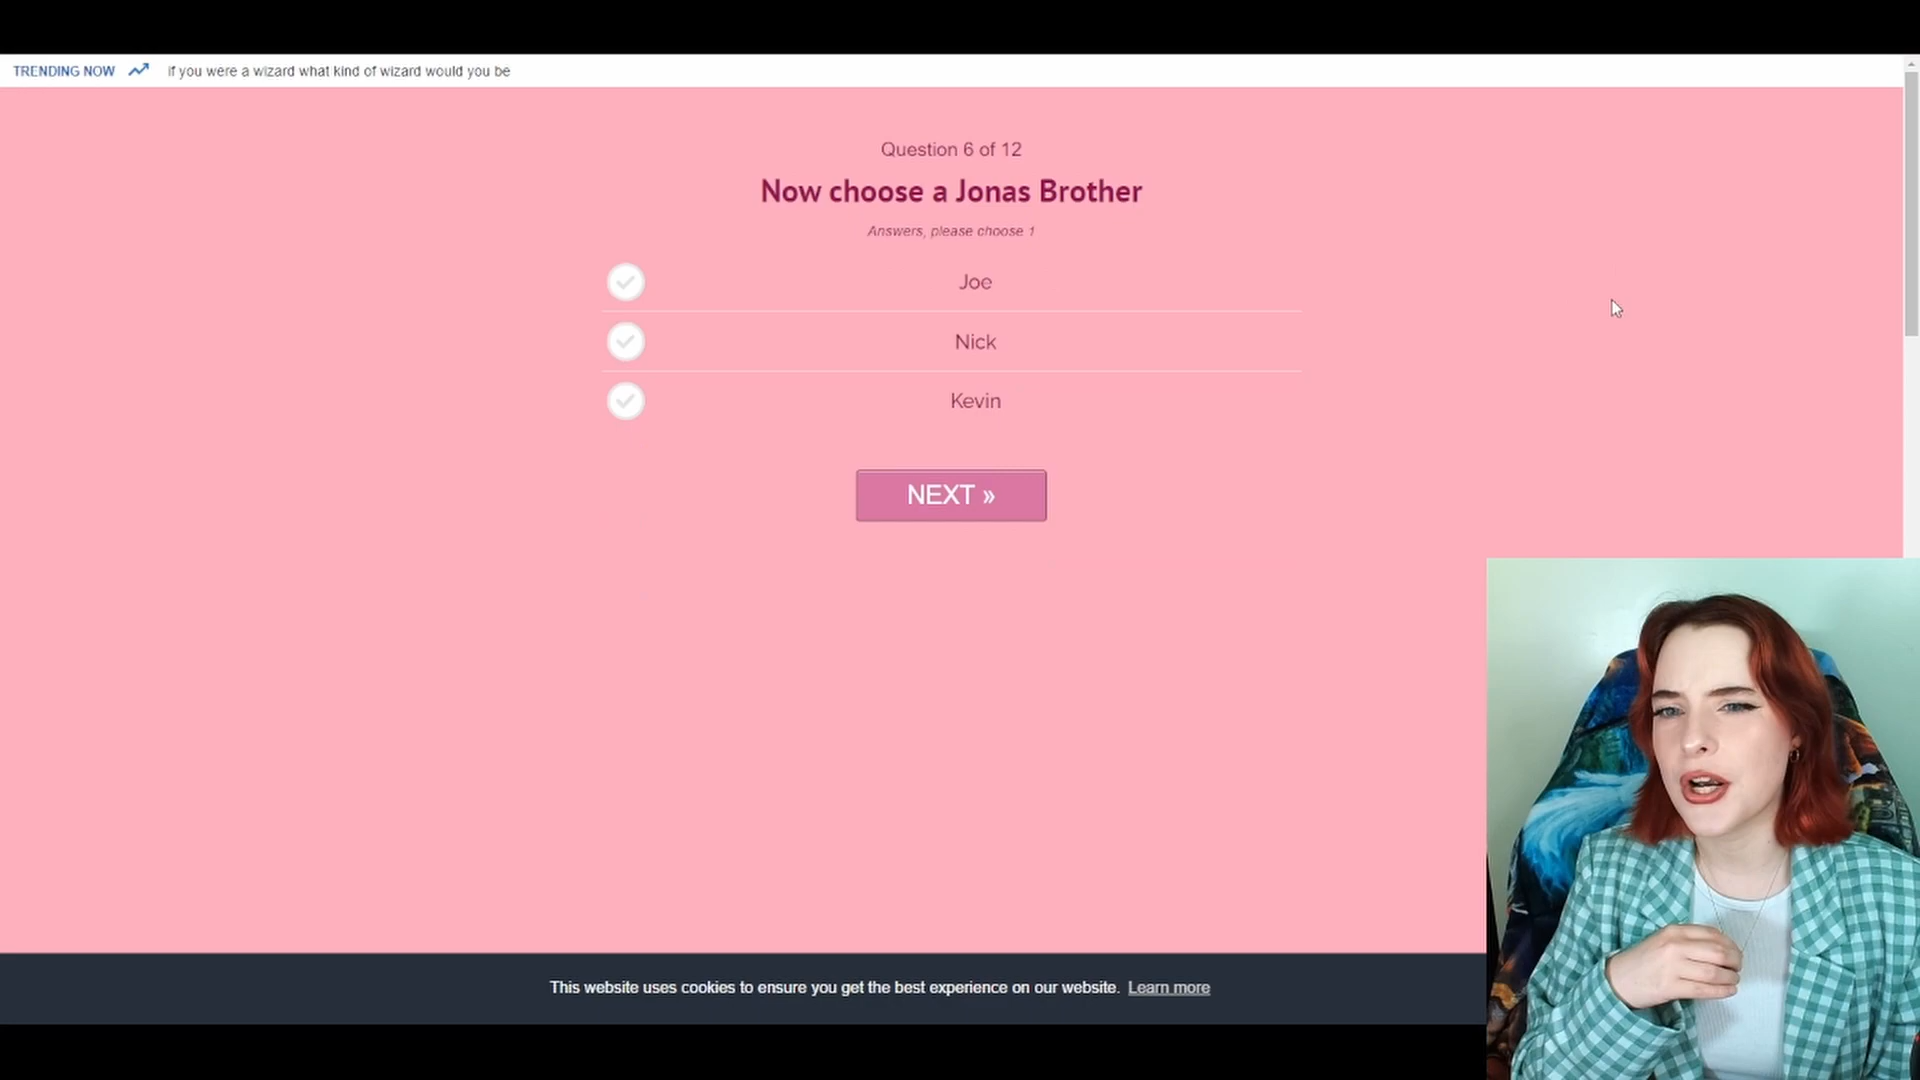 TRENDING NOW if you were a wizard what kind of wizard would you be
Question 6 of 12
Now choose a Jonas Brother
Answers, please choose 1
Joe
Nick
Kevin
NEXT »
This website uses cookies to ensure you get the best experience on our website. Learn more